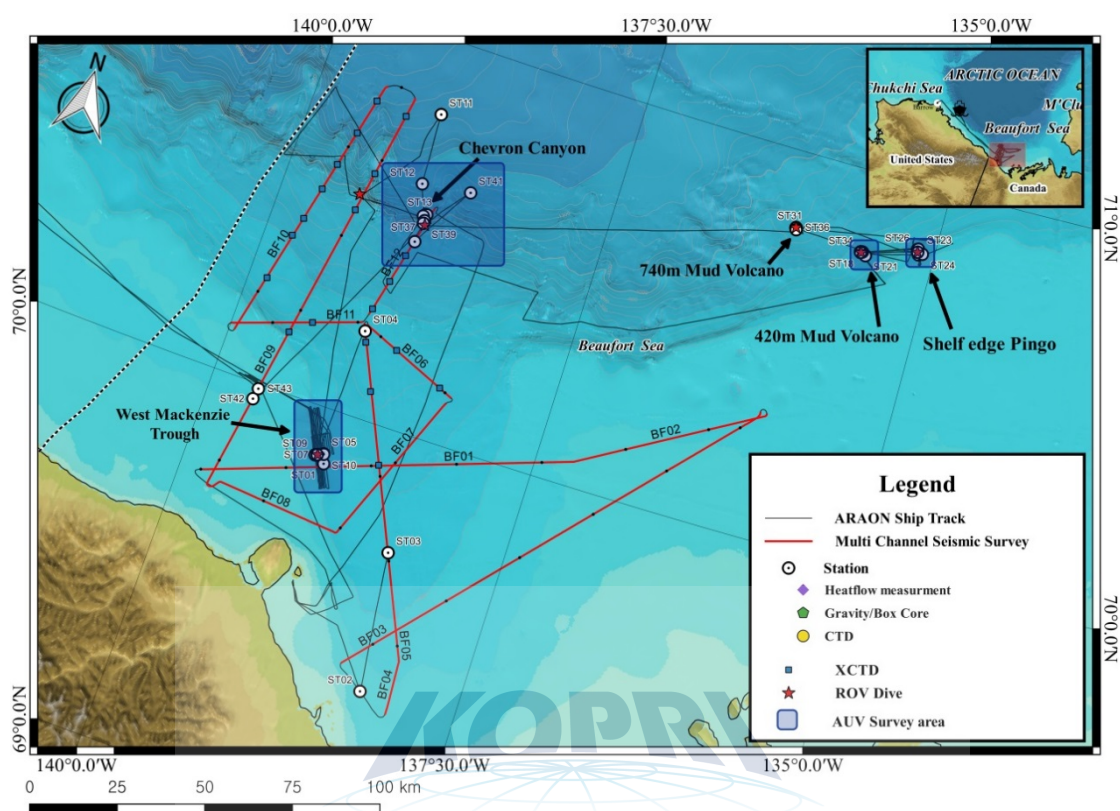 140°0.0'W
137°30.0'W
135°0.0'W
N
ST11
ARCTIC OCEAN
Thukchi Sea
M'Clu
Barrow
Beaufort Sea
United States
Canada
Chevron Canyon
ST12
ST41
ST13
ST37
ST39
BF10
BF12
ST31
ST36
71°0.0'N
ST26
ST23
ST18
ST21
ST24
740m Mud Volcano
70°0.0'N
BF11
ST04
BF06
Beaufort Sea
420m Mud Volcano
Shelf edge Pingo
BF09
ST43
ST42
West Mackenzie
Trough
ST09
ST05
ST07
ST10
ST01
BF07
BF01
BF02
BF08
ST03
BF03
BF05
ST02
BF04
Legend
ARAON Ship Track
Multi Channel Seismic Survey
Station
Heatflow measurment
Gravity/Box Core
CTD
XCTD
ROV Dive
AUV Survey area
70°0.0'N
69°0.0'N
KOPRI
140°0.0'W
137°30.0'W
135°0.0'W
0 25 50 75 100 km